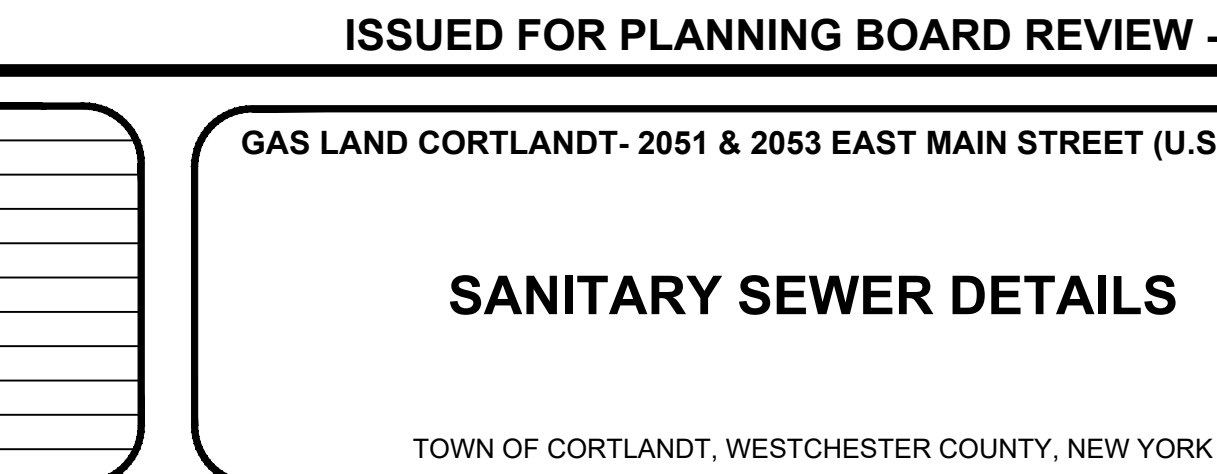 ISSUED FOR PLANNING BOARD REVIEW -
GAS LAND CORTLANDT- 2051 & 2053 EAST MAIN STREET (U.S
SANITARY SEWER DETAILS
TOWN OF CORTLANDT, WESTCHESTER COUNTY, NEW YORK